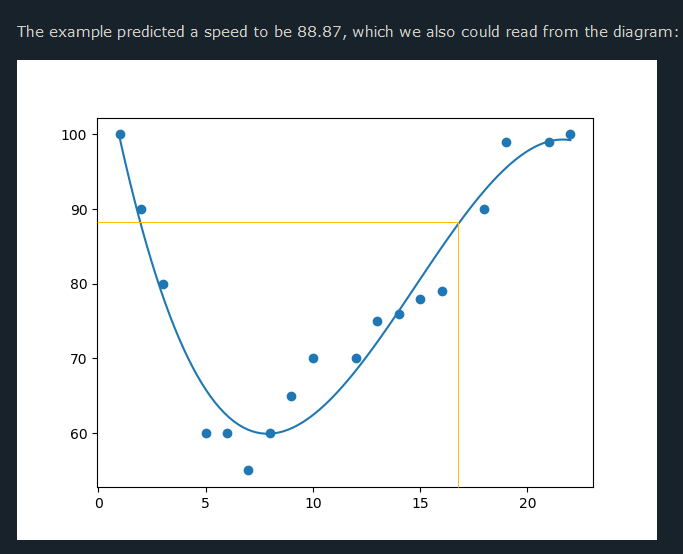 The example predicted a speed to be 88.87, which we also could read from the diagram:
100
90
80
70
60
0 5 10 15 20